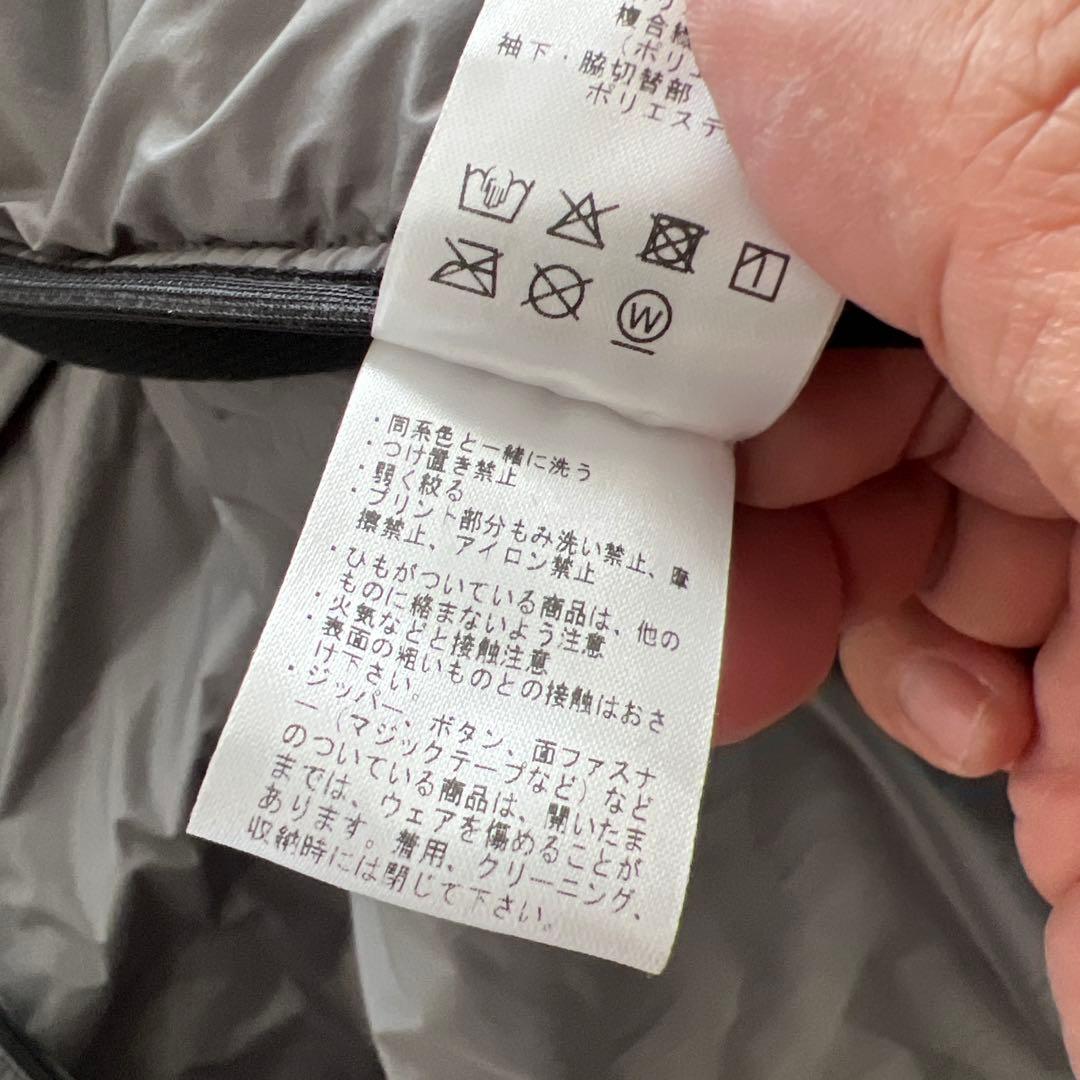 複合
(ポリ
袖下・脇切替部
ポリエステ
W
・同系色と一緒に洗う
・つけ置き禁止
・弱く絞る
・プリント部分もみ洗い禁止、摩
擦禁止、アイロン禁止
・ひもがついている商品は、他の
ものに絡まないよう注意
・火気などと接触注意
・表面の粗いものとの接触はおさ
け下さい。
・ジッパー、ボタン、面ファスナ
ー(マジックテープなど)など
のついている商品は、開いたま
までは、ウェアを傷めることが
あります。着用、クリーニング、
収納時には閉じて下さい。